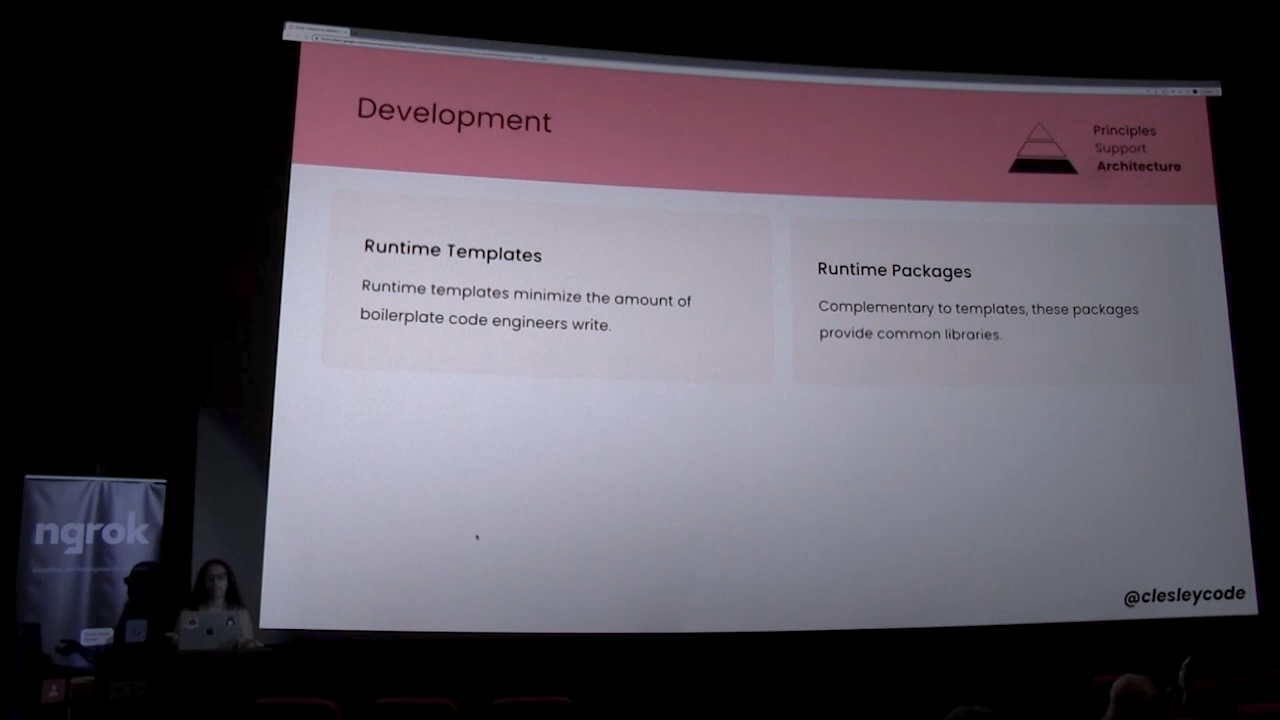 Development
Principles
Support
Architecture
Runtime Templates
Runtime templates minimize the amount of
boilerplate code engineers write.
Runtime Packages
Complementary to templates, these packages
provide common libraries.
@clesleycode
ngrok